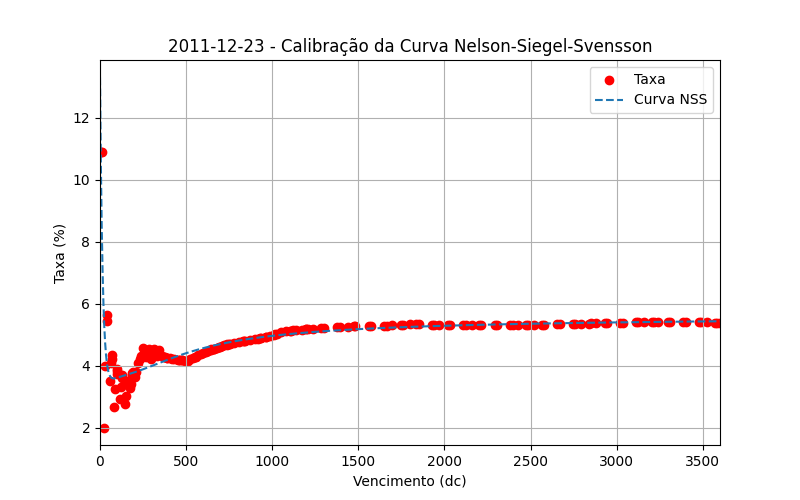 2011-12-23 - Calibração da Curva Nelson-Siegel-Svensson
Taxa
Curva NSS
Taxa (%)
12
10
8
6
4
2
0
500
1000
1500
2000
2500
3000
3500
Vencimento (dc)